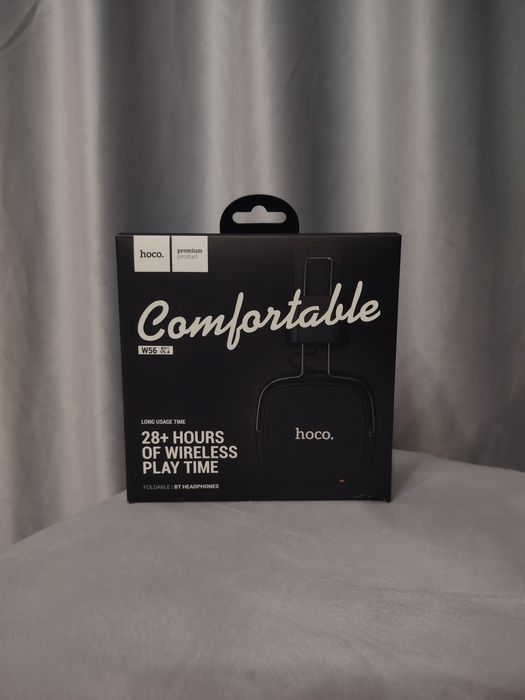 hoco.
premium
product
Comfortable
W56
LONG USAGE TIME
28+ HOURS
OF WIRELESS
PLAY TIME
FOLDABLE | BT HEADPHONES
hoco.